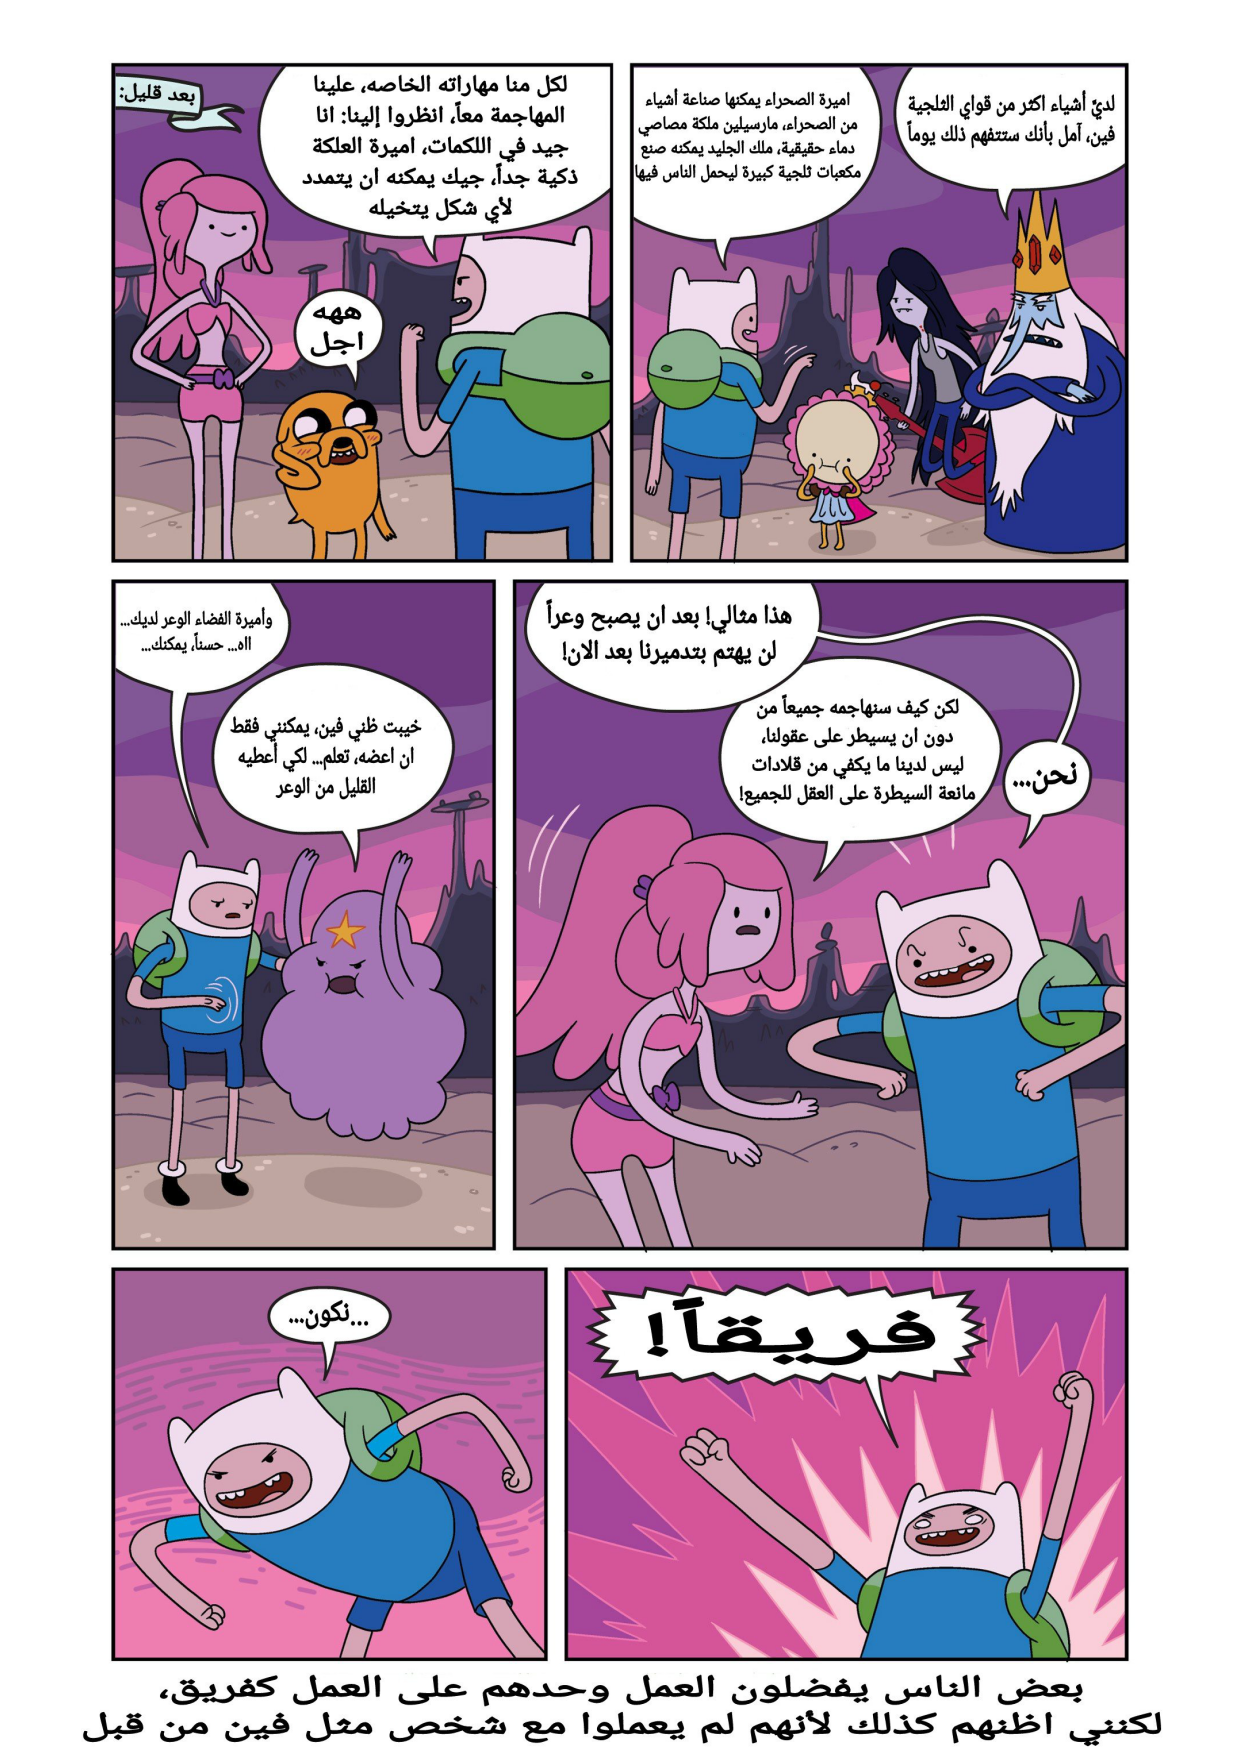 بعد قليل:
لكل منا مهاراته الخاصه، علينا
المهاجمة معاً، انظروا إلينا: انا
جيد في اللكمات، اميرة العلكة
ذكية جداً، جيك يمكنه ان يتمدد
لأي شكل يتخيله
ههه
اجل
اميرة الصحراء يمكنها صناعة أشياء
من الصحراء، مارسيلين ملكة مصاصي
دماء حقيقية، ملك الجليد يمكنه صنع
مكعبات ثلجية كبيرة ليحمل الناس فيها
لديّ أشياء اكثر من قواي الثلجية
فين، آمل بأنك ستتفهم ذلك يوماً
وأميرة الفضاء الوعر لديك...
ااه... حسناً، يمكنك...
خيبت ظني فين، يمكنني فقط
ان اعضه، تعلم... لكي أعطيه
القليل من الوعر
هذا مثالي! بعد ان يصبح وعراً
لن يهتم بتدميرنا بعد الان!
لكن كيف سنهاجمه جميعاً من
دون ان يسيطر على عقولنا،
ليس لدينا ما يكفي من قلادات
مانعة السيطرة على العقل للجميع!
نحن...
...نكون...
فريقاً!
بعض الناس يفضلون العمل وحدهم على العمل كفريق،
لكنني اظنهم كذلك لأنهم لم يعملوا مع شخص مثل فين من قبل